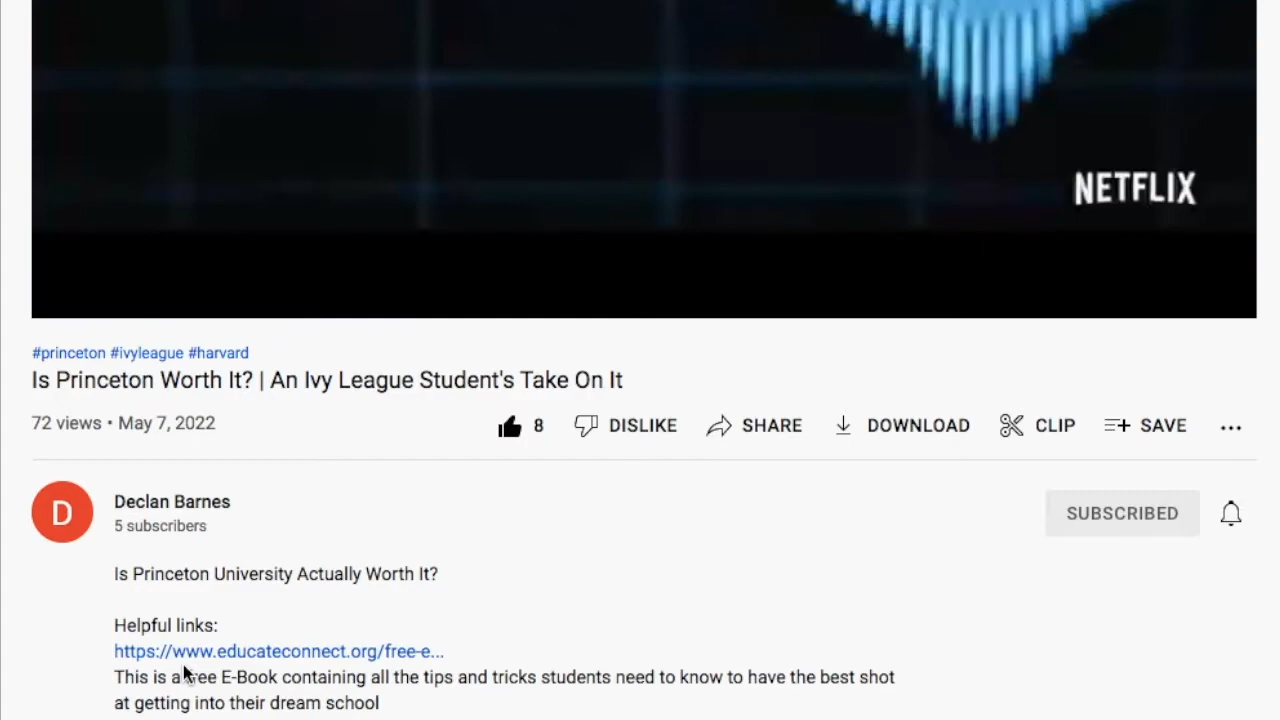 NETFLIX
#princeton #ivyleague #harvard
Is Princeton Worth It? | An Ivy League Student's Take On It
72 views • May 7, 2022
8 DISLIKE SHARE DOWNLOAD CLIP SAVE ...
D
Declan Barnes
5 subscribers
SUBSCRIBED
Is Princeton University Actually Worth It?
Helpful links:
https://www.educateconnect.org/free-e...
This is a free E-Book containing all the tips and tricks students need to know to have the best shot
at getting into their dream school